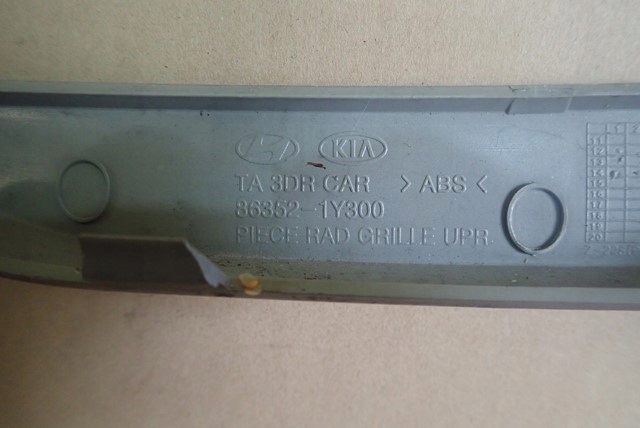 KIA
TA 3DR CAR >ABS<
86352-1Y300
PIECE RAD GRILLE UPR